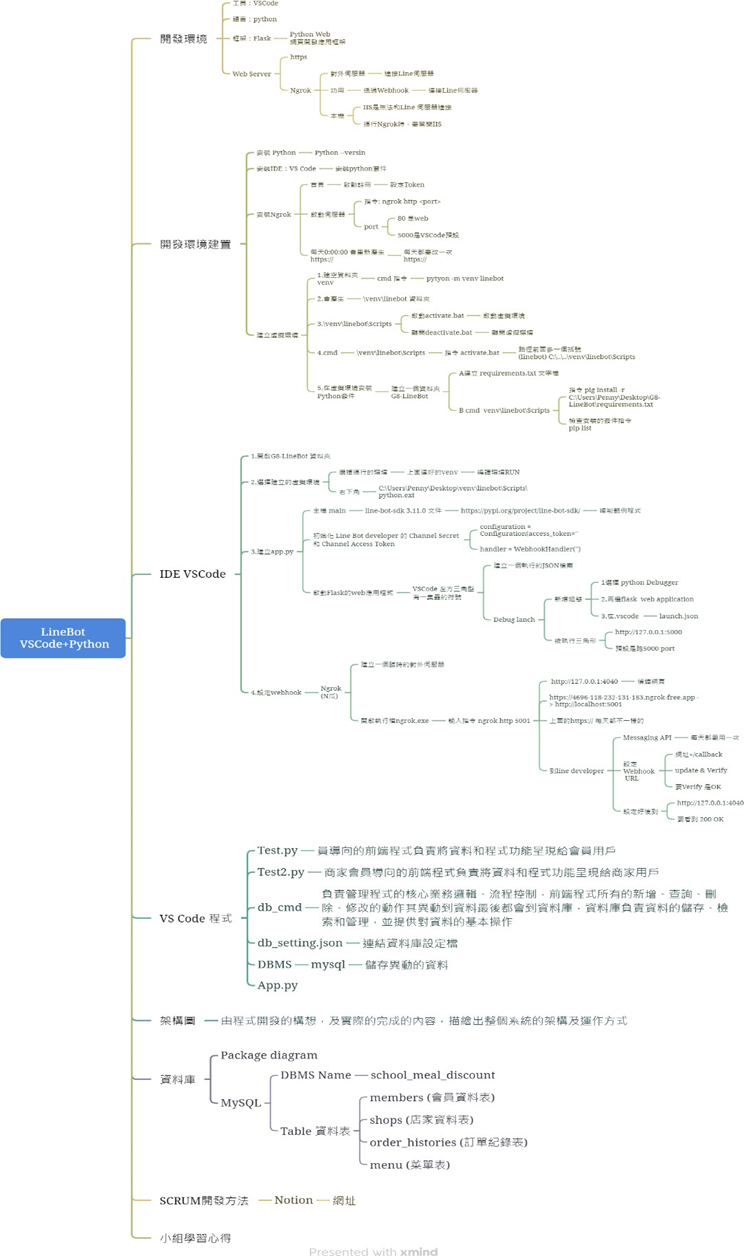 工具：VSCode
語言：python
開發環境
框架：Flask
Python Web
網頁開發應用框架
Web Server
https
Ngrok
對外伺服器
連接Line伺服器
功用
透過Webhook
連接Line伺服器
本機
IIS是無法和Line 伺服器連接
運行Ngrok時，要關閉IIS
開發環境建置
安裝 Python
Python --versin
安裝IDE：VS Code
安裝python套件
安裝Ngrok
官網
啟動註冊
設定Token
啟動伺服器
指令: ngrok http <port>
port
80 是web
5000是VSCode預設
每天0:00:00 會重新產生
https://
每天都要改一次
https://
建立虛擬環境
1.建空資料夾
venv
cmd 指令
pytyon -m venv linebot
2.會產生
\venv\linebot 資料夾
3.\venv\linebot\Scripts
啟動activate.bat
啟動虛擬環境
關閉deactivate.bat
關閉虛擬環境
4.cmd
\venv\linebot\Scripts
指令 activate.bat
路徑前面多一個括號
(linebot) C:\..\..\venv\linebot\Scripts
5.在虛擬環境安裝
Python套件
建立一個資料夾
G8-LineBot
A建立 requirements.txt 文字檔
B cmd venv\linebot\Scripts
指令 pig install -r
C:\Users\Penny\Desktop\G8-
LineBot\requirements.txt
檢查安裝的套件指令
pip list
IDE VSCode
1.開啟G8-LineBot 資料夾
2.選擇建立的虛擬環境
選擇運行的環境
上面建好的venv
編譯環境RUN
右下角
C:\Users\Penny\Desktop\venv\linebot\Scripts\
python.ext
3.建立app.py
主檔 main
line-bot-sdk 3.11.0 文件
https://pypi.org/project/line-bot-sdk/
複製範例程式
初始化 Line Bot developer 的 Channel Secret
和 Channel Access Token
configuration =
Configuration(access_token=''
handler = WebhookHandler('')
啟動Flask的web應用程式
VSCode 左方三角型
有一隻蟲的符號
建立一個執行的JSON檔案
Debug lanch
新增組態
1選擇 python Debugger
2.再選flask web application
3.在.vscode
launch.json
按執行三角形
http://127.0.0.1:5000
預設是跑5000 port
4.設定webhook
Ngrok
建立一個臨時的對外伺服器
開啟執行檔ngrok.exe
輸入指令 ngrok http 5001
http://127.0.0.1:4040
後台網頁
https://4696-118-232-131-183.ngrok-free.app -
> http://localhost:5001
上面的https:// 每天都不一樣的
到line developer
Messaging API
每天都要用一次
設定
Webhook
URL
網址+/callback
update & Verify
要Verify 是OK
設定好後到
http://127.0.0.1:4040
要看到 200 OK
LineBot
VSCode+Python
VS Code 程式
Test.py
員導向的前端程式負責將資料和程式功能呈現給會員用戶
Test2.py
商家會員導向的前端程式負責將資料和程式功能呈現給商家用戶
db_cmd
負責管理程式的核心業務邏輯、流程控制，前端程式所有的新增、查詢、刪
除、修改的動作其異動到資料最後都會到資料庫，資料庫負責資料的儲存、檢
索和管理，並提供對資料的基本操作
db_setting.json
連結資料庫設定檔
DBMS
mysql
儲存異動的資料
App.py
架構圖
由程式開發的構想，及實際的完成的內容，描繪出整個系統的架構及運作方式
資料庫
Package diagram
MySQL
DBMS Name
school_meal_discount
Table 資料表
members (會員資料表)
shops (店家資料表)
order_histories (訂單紀錄表)
menu (菜單表)
SCRUM開發方法
Notion
網址
小組學習心得
Presented with xmind